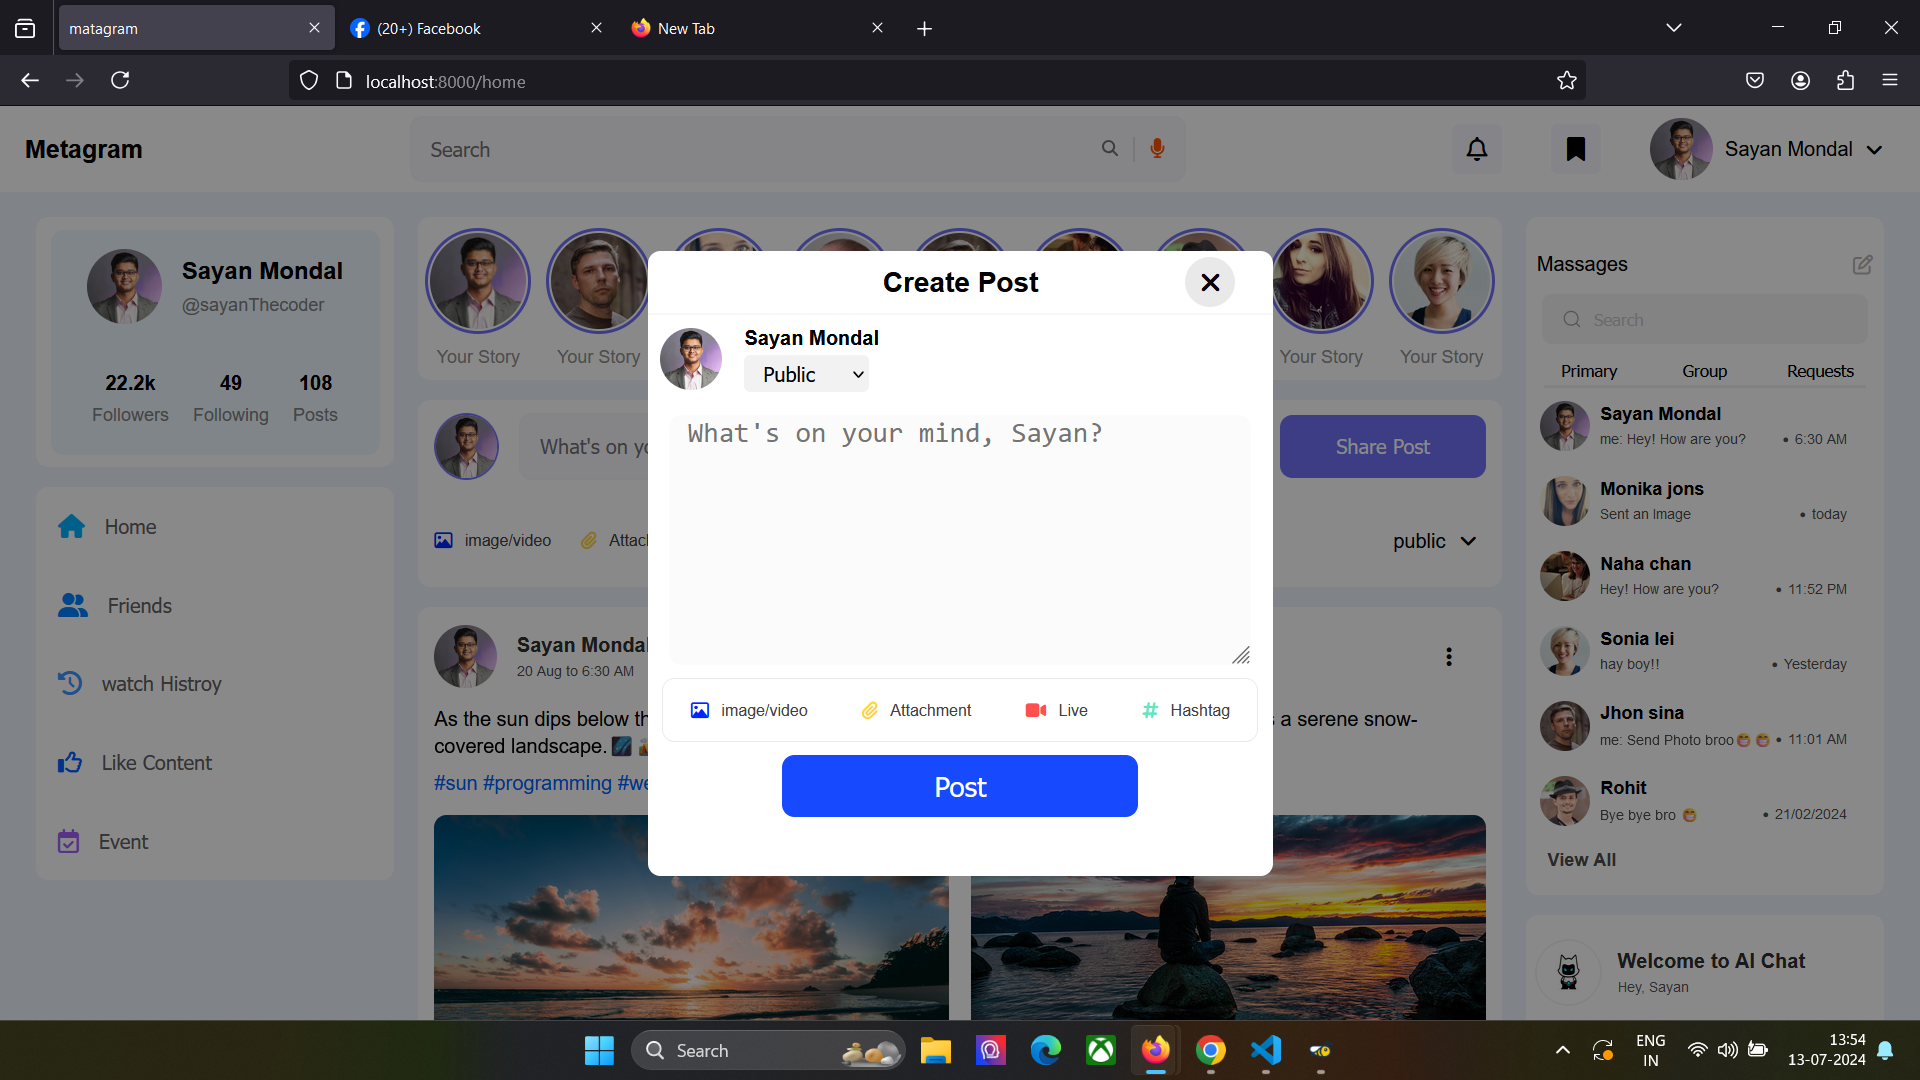 matagram
(20+) Facebook
New Tab
localhost:8000/home
Metagram
Search
Sayan Mondal
Sayan Mondal
@sayanThecoder
22.2k 49 108
Followers Following Posts
Home
Friends
watch Histroy
Like Content
Event
Your Story
Your Story
Your Story
Your Story
What's on yo
Share Post
image/video
Attac
public
Sayan Mondal
20 Aug to 6:30 AM
As the sun dips below th
a serene snow-
covered landscape.
#sun #programming #we
Create Post
Sayan Mondal
Public
What's on your mind, Sayan?
image/video
Attachment
Live
Hashtag
Post
Massages
Search
Primary Group Requests
Sayan Mondal
me: Hey! How are you? • 6:30 AM
Monika jons
Sent an Image • today
Naha chan
Hey! How are you? • 11:52 PM
Sonia lei
hay boy!! • Yesterday
Jhon sina
me: Send Photo broo😁😁 • 11:01 AM
Rohit
Bye bye bro 😁 • 21/02/2024
View All
Welcome to AI Chat
Hey, Sayan
Search
ENG
IN
13:54
13-07-2024